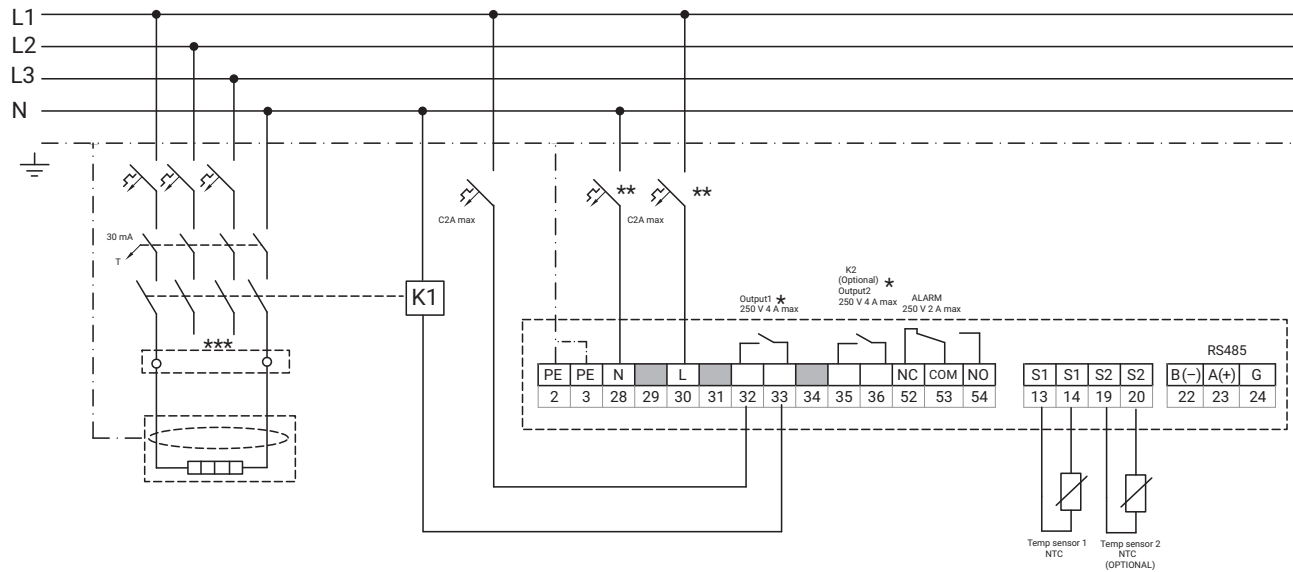 L1
L2
L3
N
30 mA
T
***
K1
C2A max
**
C2A max
**
Output1 *
250 V 4 A max
K2
(Optional) *
Output2
250 V 4 A max
ALARM
250 V 2 A max
RS485
PE PE N L NC COM NO S1 S1 S2 S2 B(−) A(+) G
2 3 28 29 30 31 32 33 34 35 36 52 53 54 13 14 19 20 22 23 24
Temp sensor 1
NTC
Temp sensor 2
NTC
(OPTIONAL)